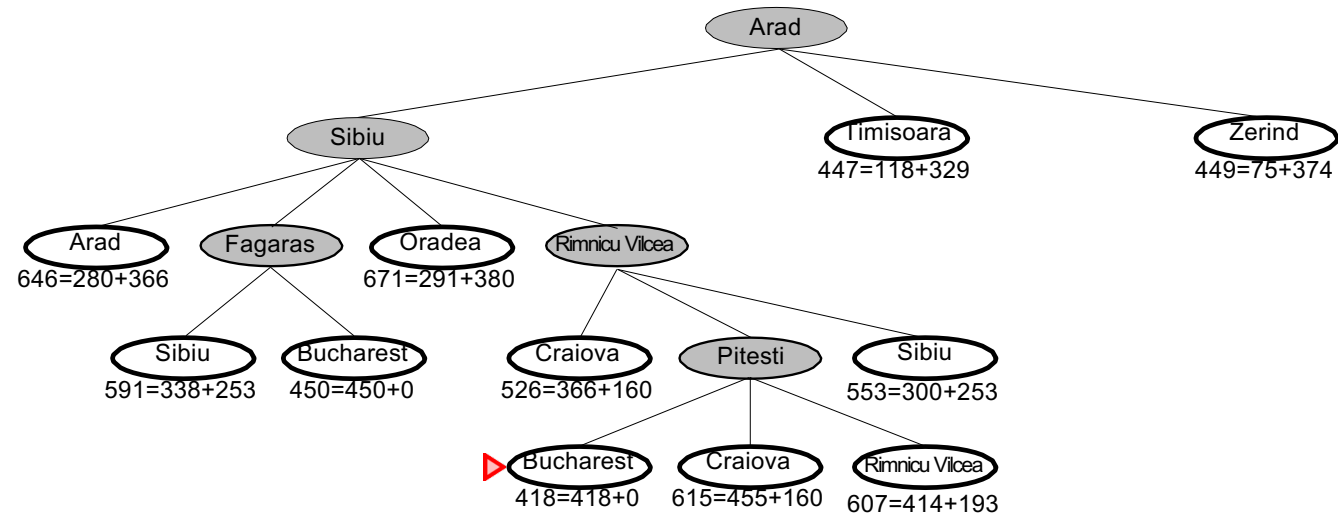 Arad
Sibiu
Timisoara
Zerind
447=118+329
449=75+374
Arad
Fagaras
Oradea
Rimnicu Vilcea
646=280+366
671=291+380
Sibiu
Bucharest
Craiova
Pitesti
Sibiu
591=338+253
450=450+0
526=366+160
553=300+253
Bucharest
Craiova
Rimnicu Vilcea
418=418+0
615=455+160
607=414+193